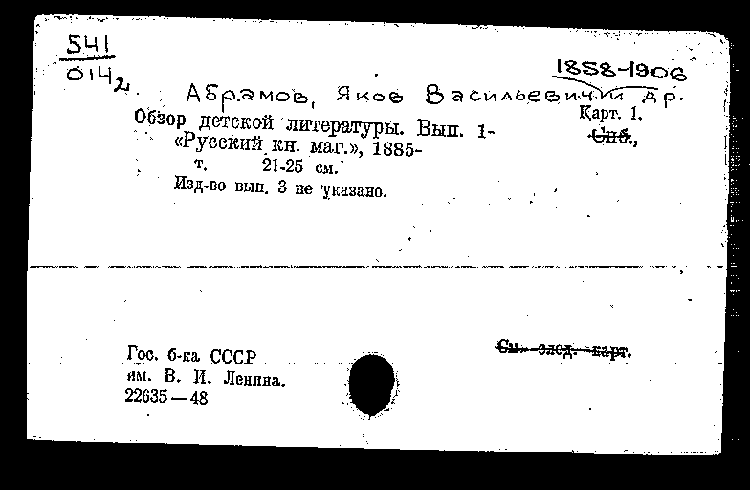 541
014₂
1858-1906
Абрамов, Яков Васильевич и др.
Карт. 1.
Обзор детской литературы. Вып. 1-
Спб.,
«Русский кн. маг.», 1885-
т. 21-25 см.
Изд-во вып. 3 не указано.
Гос. б-ка СССР
им. В. И. Ленина.
22635—48
См. след. карт.